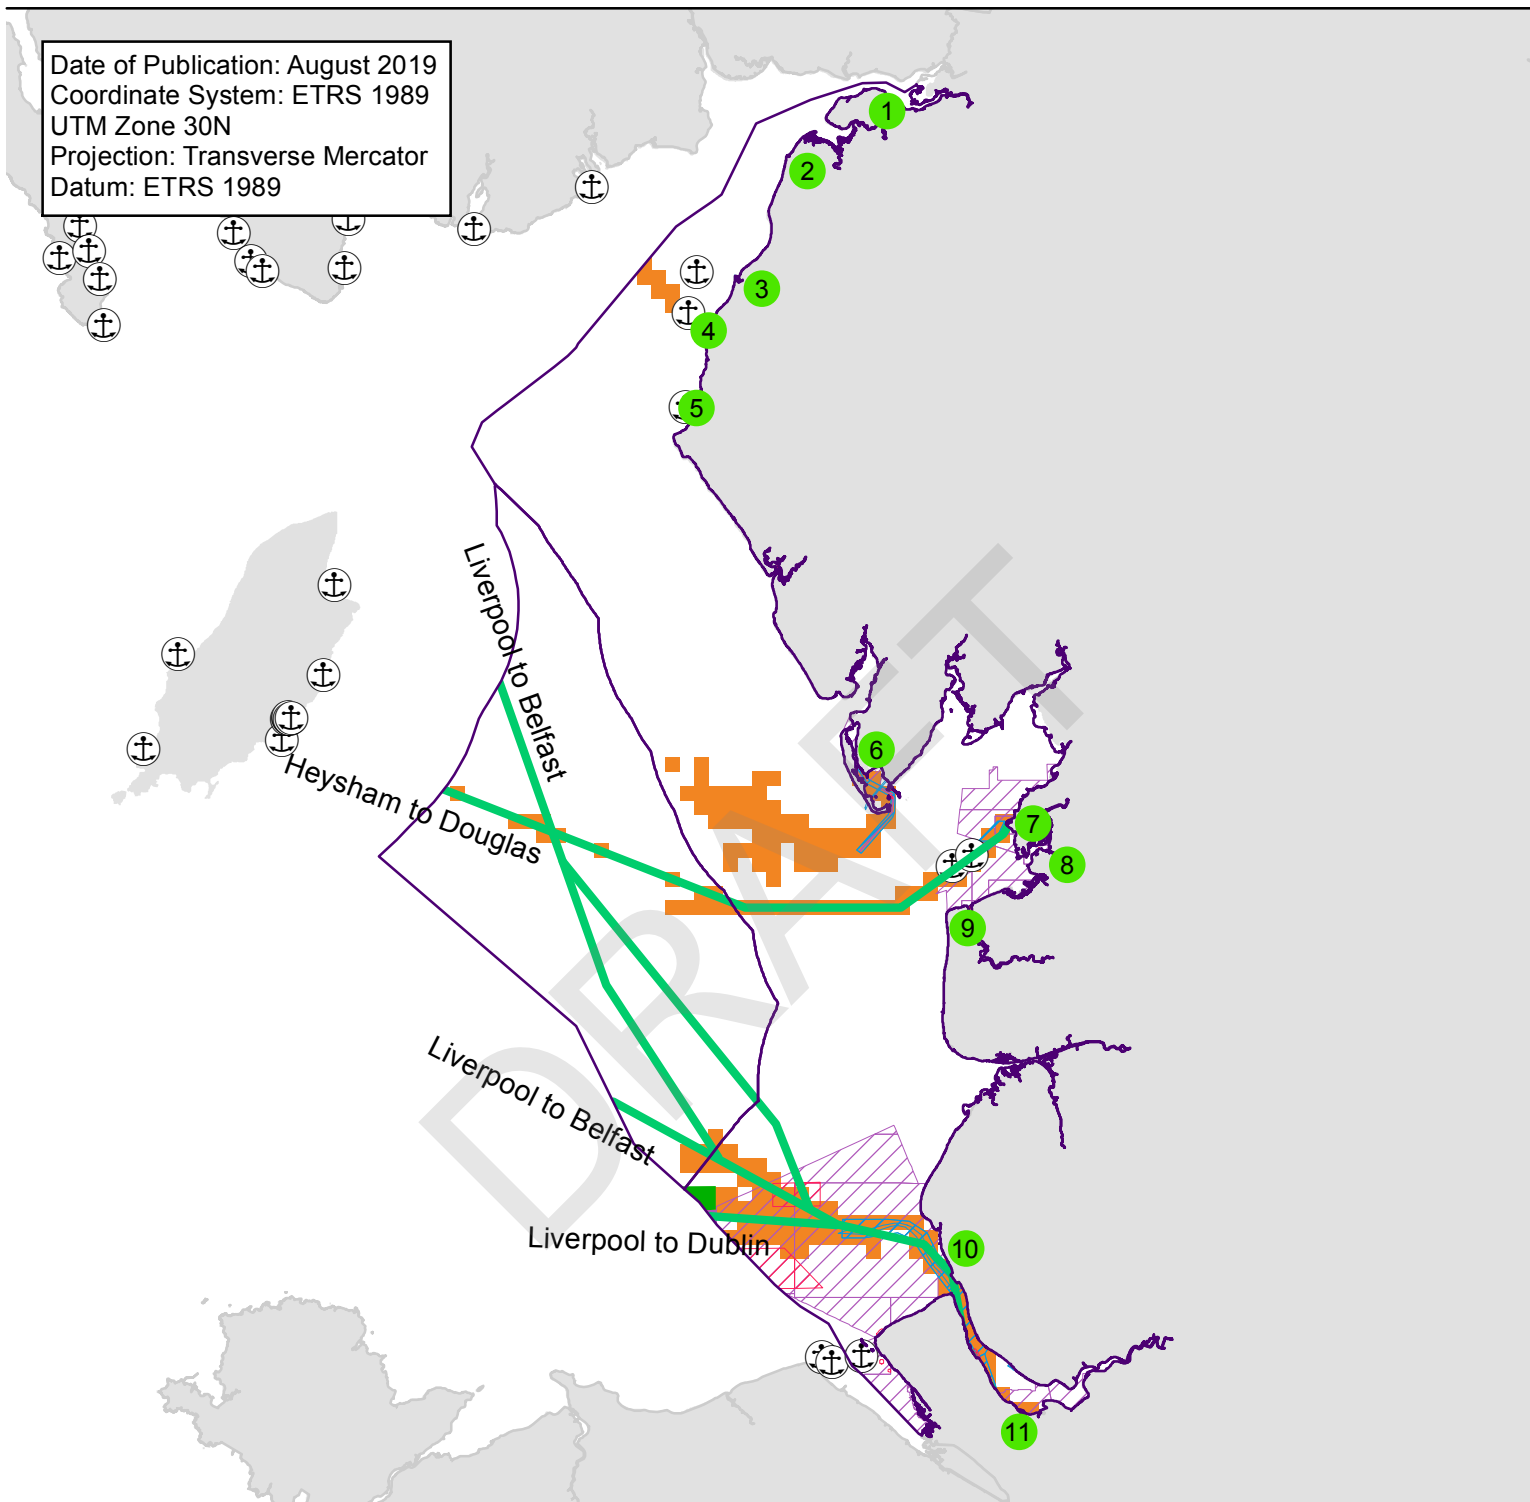 Date of Publication: August 2019
Coordinate System: ETRS 1989
UTM Zone 30N
Projection: Transverse Mercator
Datum: ETRS 1989
1
2
3
4
5
Liverpool to Belfast
DRAFT
6
Heysham to Douglas
7
8
9
Liverpool to Belfast
Liverpool to Dublin
10
11